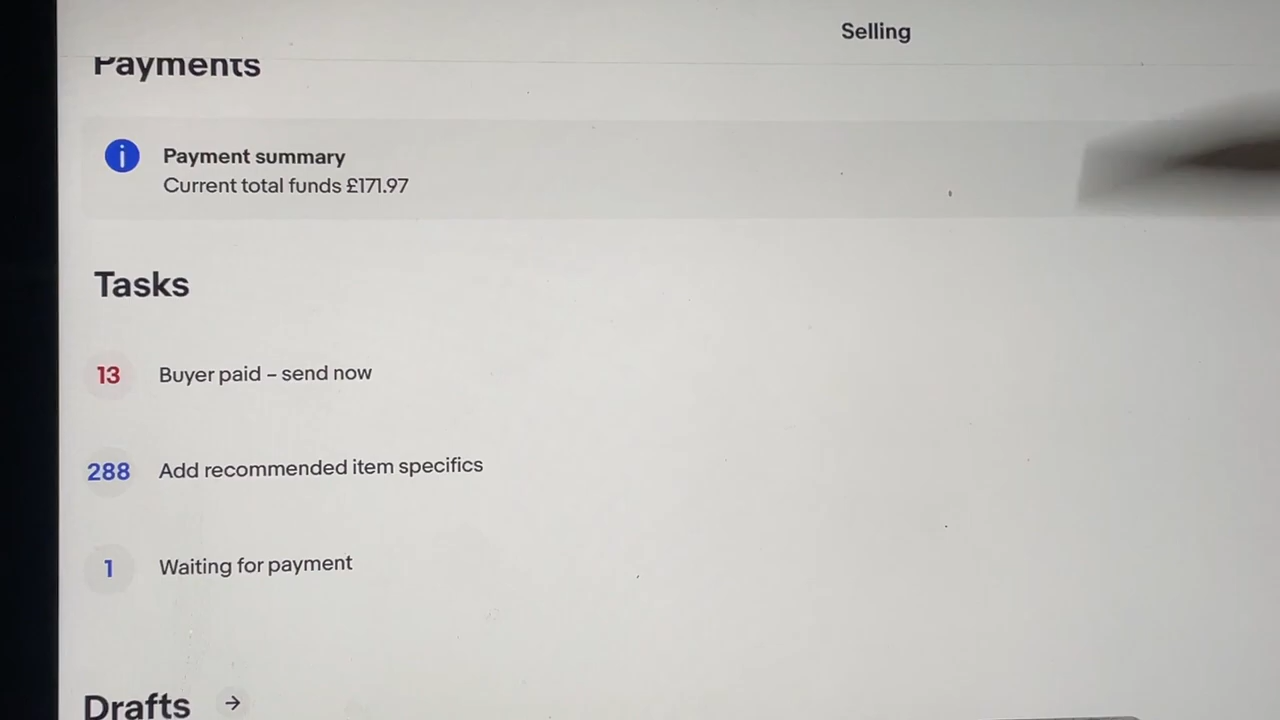 Selling
Payments
Payment summary
Current total funds £171.97
Tasks
13 Buyer paid – send now
288 Add recommended item specifics
1 Waiting for payment
Drafts →